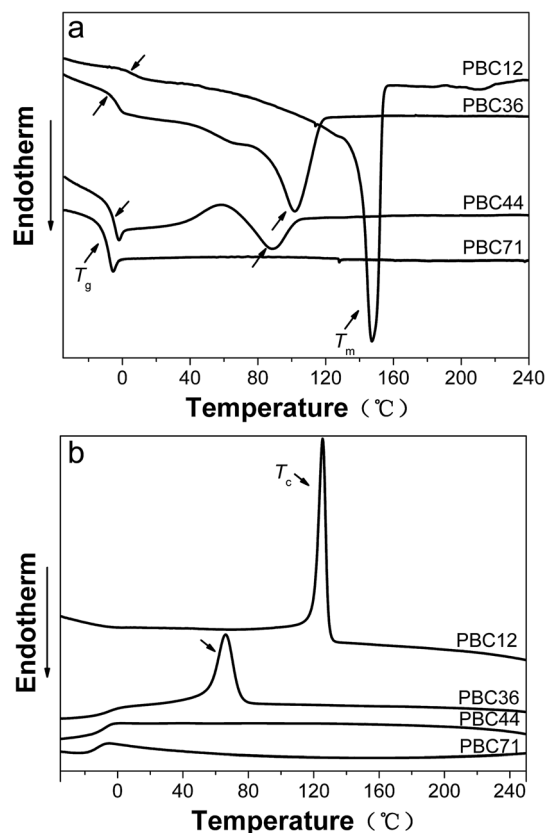 a
PBC12
PBC36
PBC44
PBC71
Endotherm
Tg
Tm
0 40 80 120 160 200 240
Temperature（℃）
b
Tc
PBC12
PBC36
PBC44
PBC71
Endotherm
0 40 80 120 160 200 240
Temperature（℃）